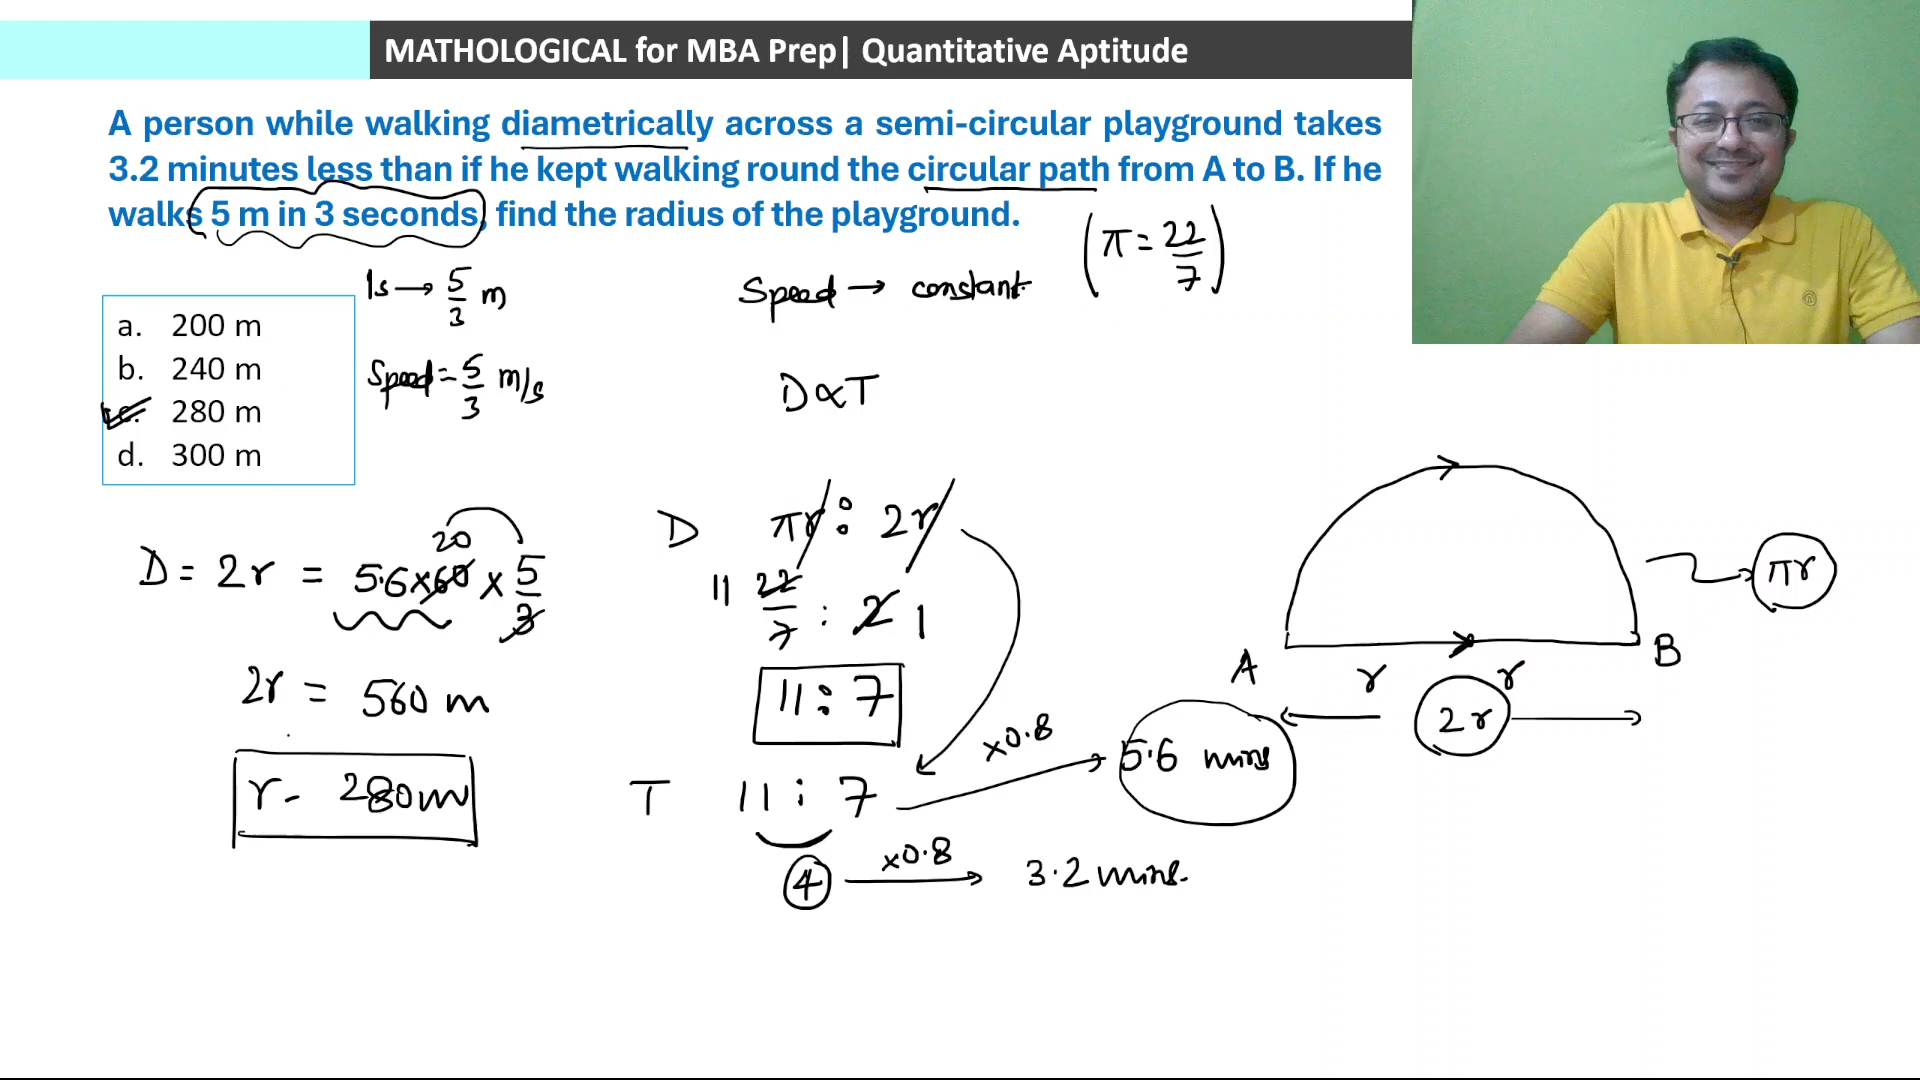 MATHOLOGICAL for MBA Prep| Quantitative Aptitude
A person while walking diametrically across a semi-circular playground takes
3.2 minutes less than if he kept walking round the circular path from A to B. If he
walks 5 m in 3 seconds, find the radius of the playground.
(π = 22/7)
1s → 5/3 m
Speed → constant
a. 200 m
b. 240 m
c. 280 m
d. 300 m
Speed = 5/3 m/s
D ∝ T
D = 2r = 5.6 × 60 × 5/3
20
D πr : 2r
11 22/7 : 2 1
11 : 7
πr
A B
r r
2r
2r = 560 m
r = 280m
T 11 : 7
×0.8
5.6 mins
4
×0.8
3.2 mins.